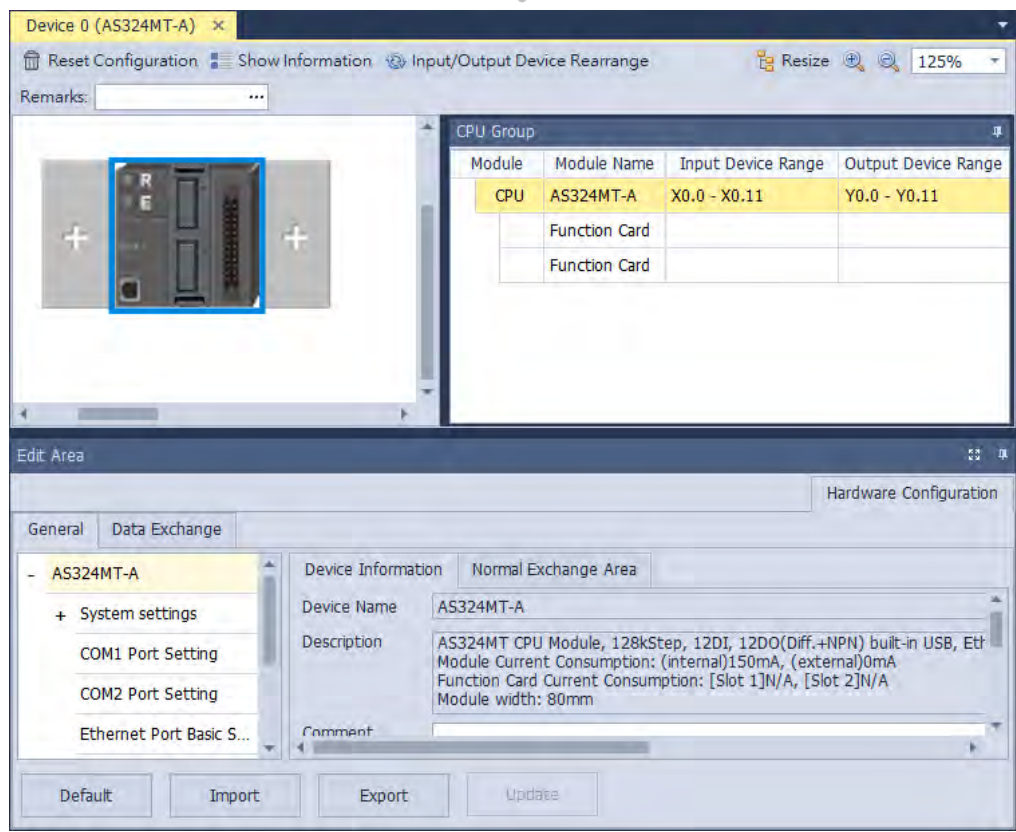 Device 0 (AS324MT-A) ×
Reset Configuration Show Information Input/Output Device Rearrange Resize 125%
Remarks: ...
CPU Group
Module Module Name Input Device Range Output Device Range
CPU AS324MT-A X0.0 - X0.11 Y0.0 - Y0.11
Function Card
Function Card
R
E
Edit Area
Hardware Configuration
General Data Exchange
- AS324MT-A
+ System settings
COM1 Port Setting
COM2 Port Setting
Ethernet Port Basic S...
Device Information Normal Exchange Area
Device Name AS324MT-A
Description AS324MT CPU Module, 128kStep, 12DI, 12DO(Diff.+NPN) built-in USB, Eth
Module Current Consumption: (internal)150mA, (external)0mA
Function Card Current Consumption: [Slot 1]N/A, [Slot 2]N/A
Module width: 80mm
Comment
Default Import Export Update